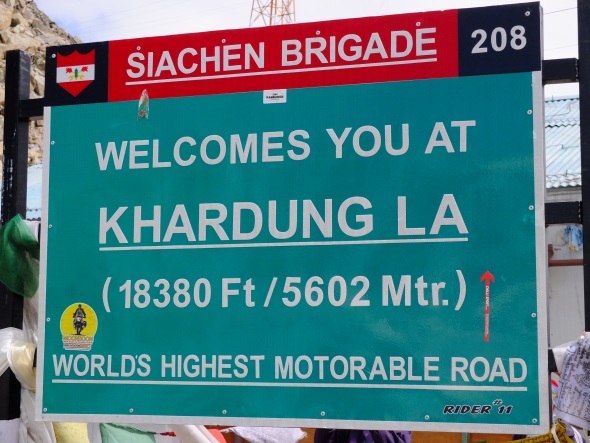 SIACHEN BRIGADE
208
WELCOMES YOU AT
KHARDUNG LA
(18380 Ft/5602 Mtr.)
WORLD'S HIGHEST MOTORABLE ROAD
RIDER 11